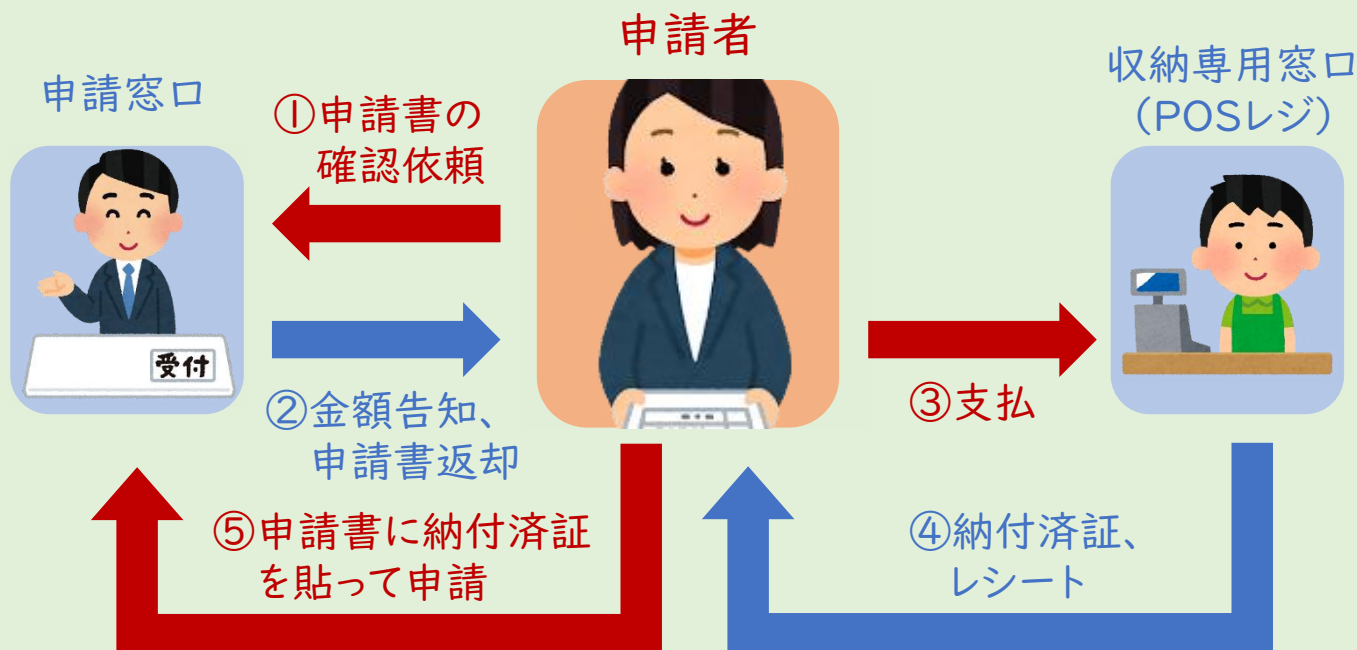 申請者
申請窓口
収納専用窓口
（POSレジ）
①申請書の
確認依頼
受付
②金額告知、
申請書返却
③支払
④納付済証、
レシート
⑤申請書に納付済証
を貼って申請